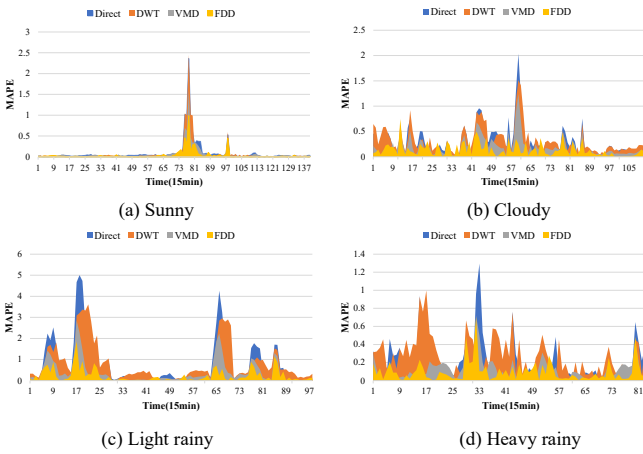 Direct DWT VMD FDD
3
2.5
2
1.5
1
0.5
0
MAPE
1 9 17 25 33 41 49 57 65 73 81 89 97 105 113 121 129 137
Time(15min)
(a) Sunny
Direct DWT VMD FDD
2.5
2
1.5
1
0.5
0
MAPE
1 9 17 25 33 41 49 57 65 73 81 89 97 105
Time(15min)
(b) Cloudy
Direct DWT VMD FDD
6
5
4
3
2
1
0
MAPE
1 9 17 25 33 41 49 57 65 73 81 89 97
Time(15min)
(c) Light rainy
Direct DWT VMD FDD
1.4
1.2
1
0.8
0.6
0.4
0.2
0
MAPE
1 9 17 25 33 41 49 57 65 73 81
Time(15min)
(d) Heavy rainy